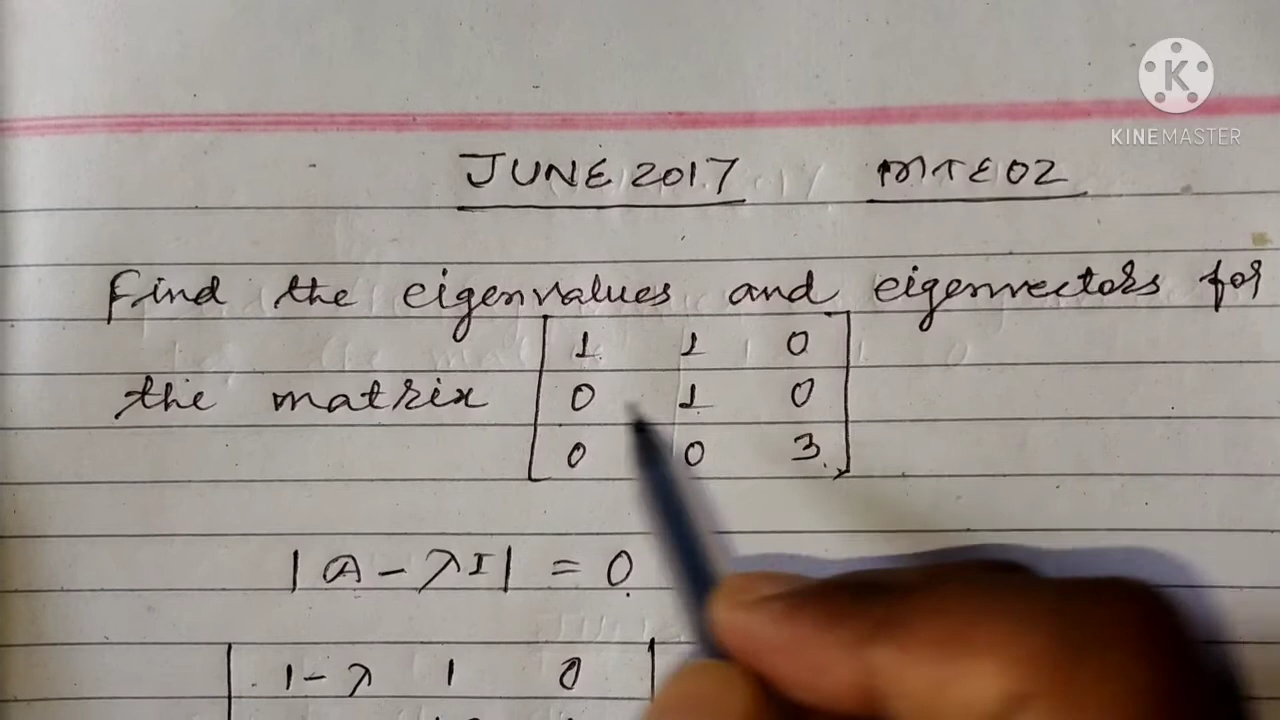 K
KINEMASTER
JUNE 2017 MTE02
Find the eigenvalues and eigenvectors for
the matrix
1 1 0
0 1 0
0 0 3
|A - λI| = 0
1-λ 1 0